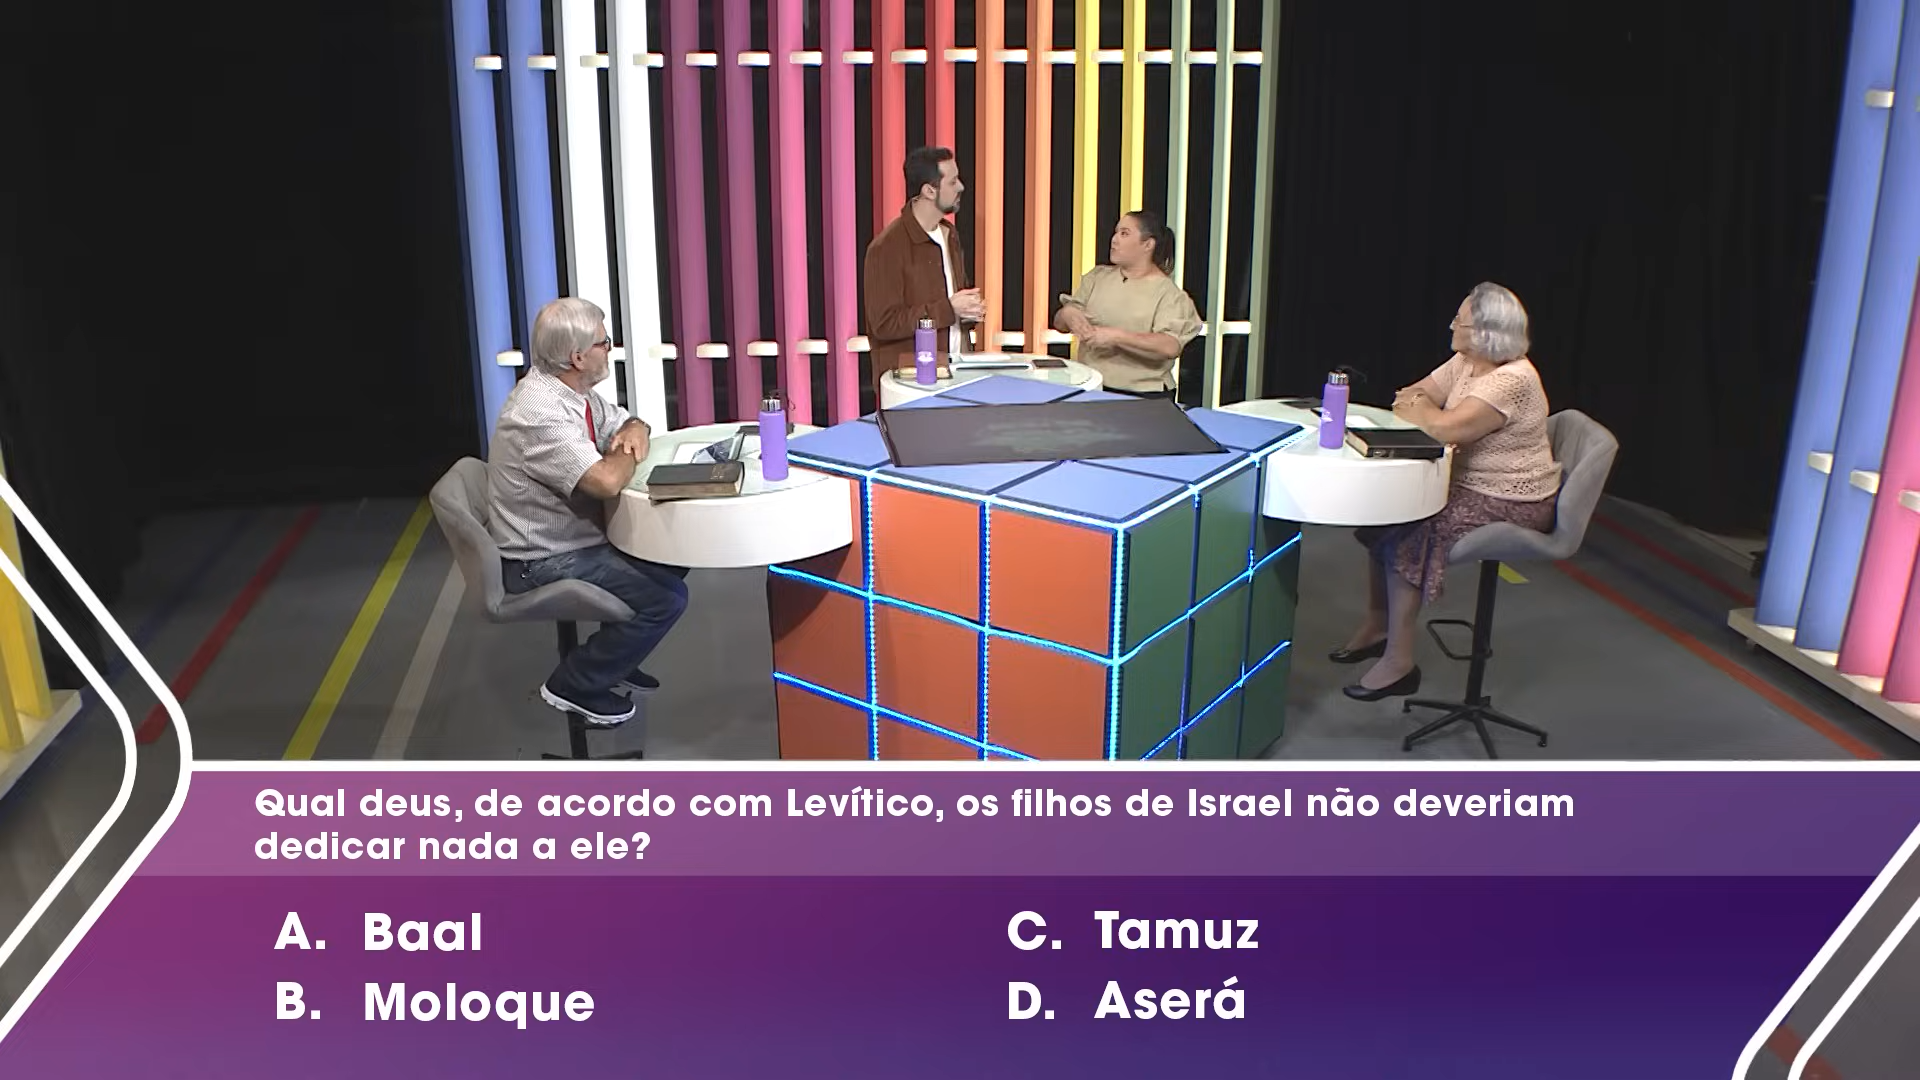 Qual deus, de acordo com Levítico, os filhos de Israel não deveriam
dedicar nada a ele?
A. Baal
B. Moloque
C. Tamuz
D. Aserá